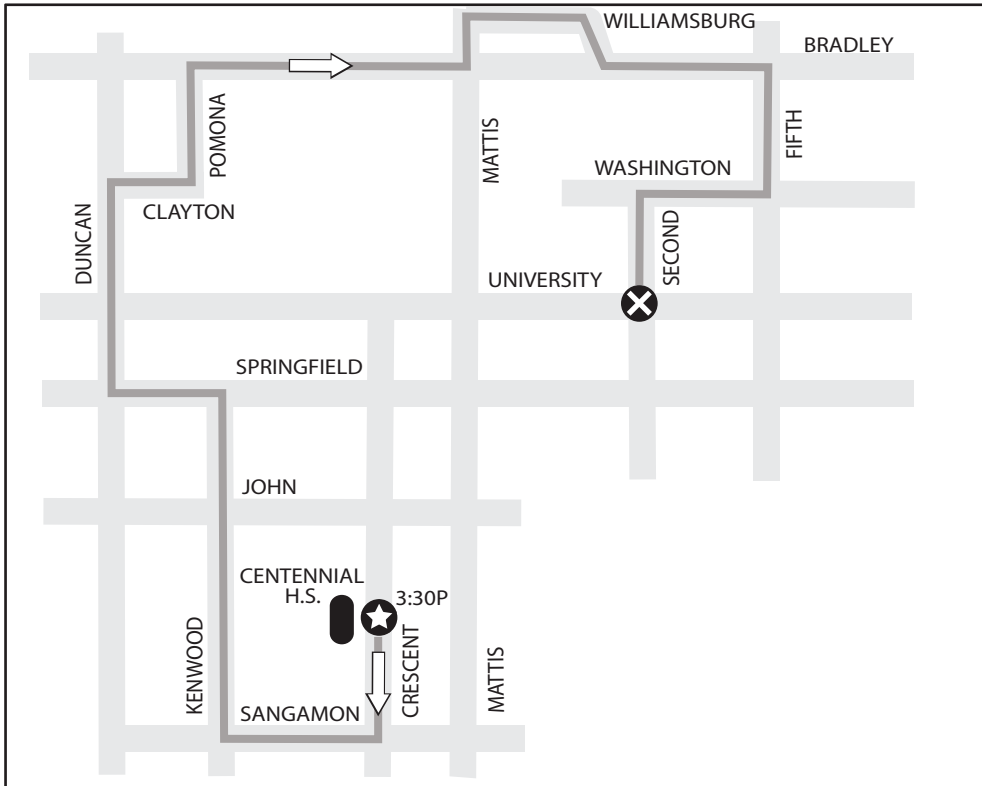 WILLIAMSBURG
BRADLEY
POMONA
MATTIS
FIFTH
WASHINGTON
CLAYTON
DUNCAN
SECOND
UNIVERSITY
SPRINGFIELD
JOHN
CENTENNIAL
H.S.
3:30P
KENWOOD
CRESCENT
MATTIS
SANGAMON